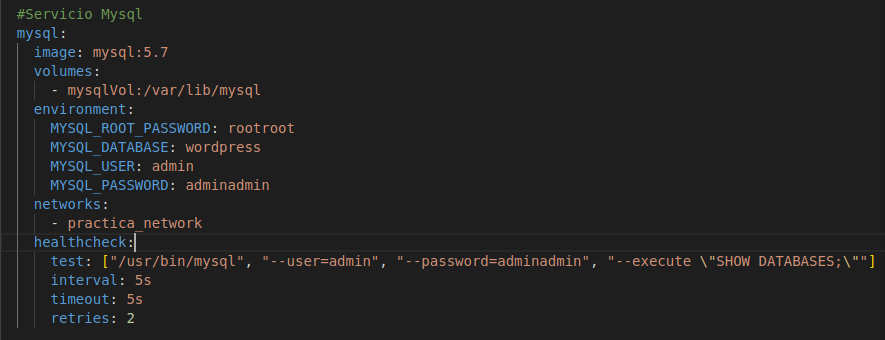 #Servicio Mysql
mysql:
  image: mysql:5.7
  volumes:
    - mysqlVol:/var/lib/mysql
  environment:
    MYSQL_ROOT_PASSWORD: rootroot
    MYSQL_DATABASE: wordpress
    MYSQL_USER: admin
    MYSQL_PASSWORD: adminadmin
  networks:
    - practica_network
  healthcheck:
    test: ["/usr/bin/mysql", "--user=admin", "--password=adminadmin", "--execute \"SHOW DATABASES;\""]
    interval: 5s
    timeout: 5s
    retries: 2